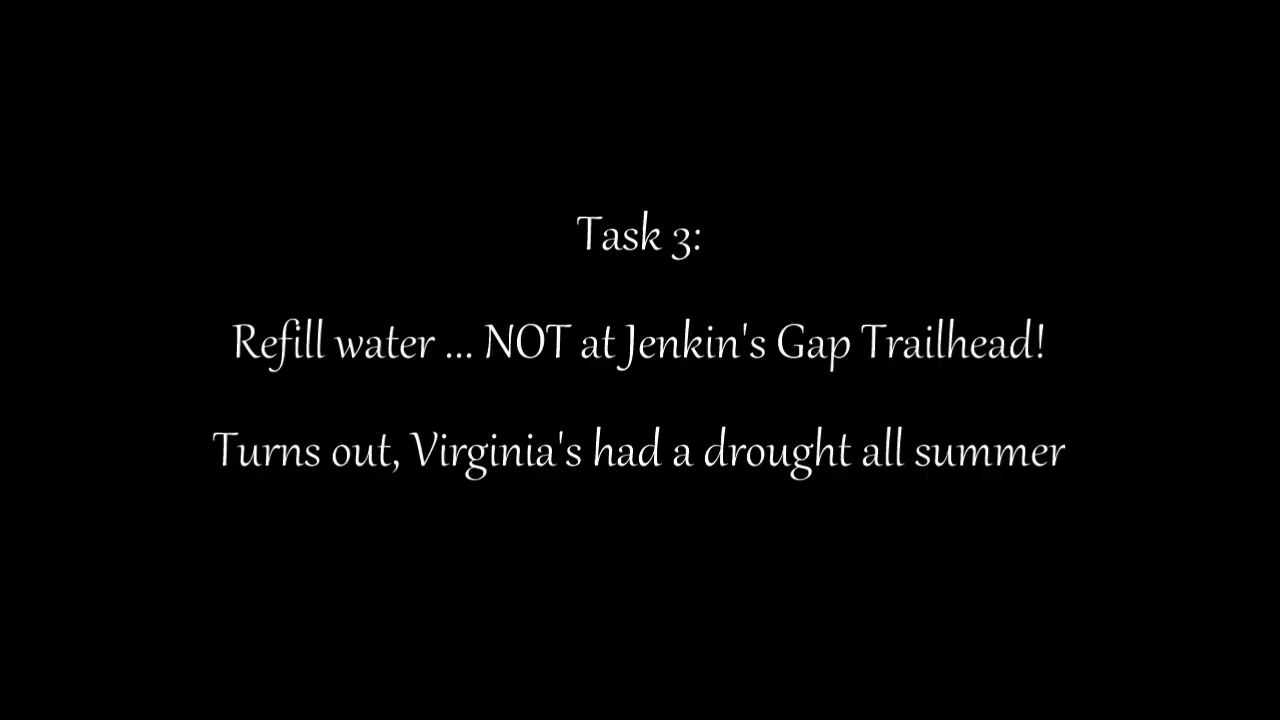 Task 3:
Refill water ... NOT at Jenkin's Gap Trailhead!
Turns out, Virginia's had a drought all summer